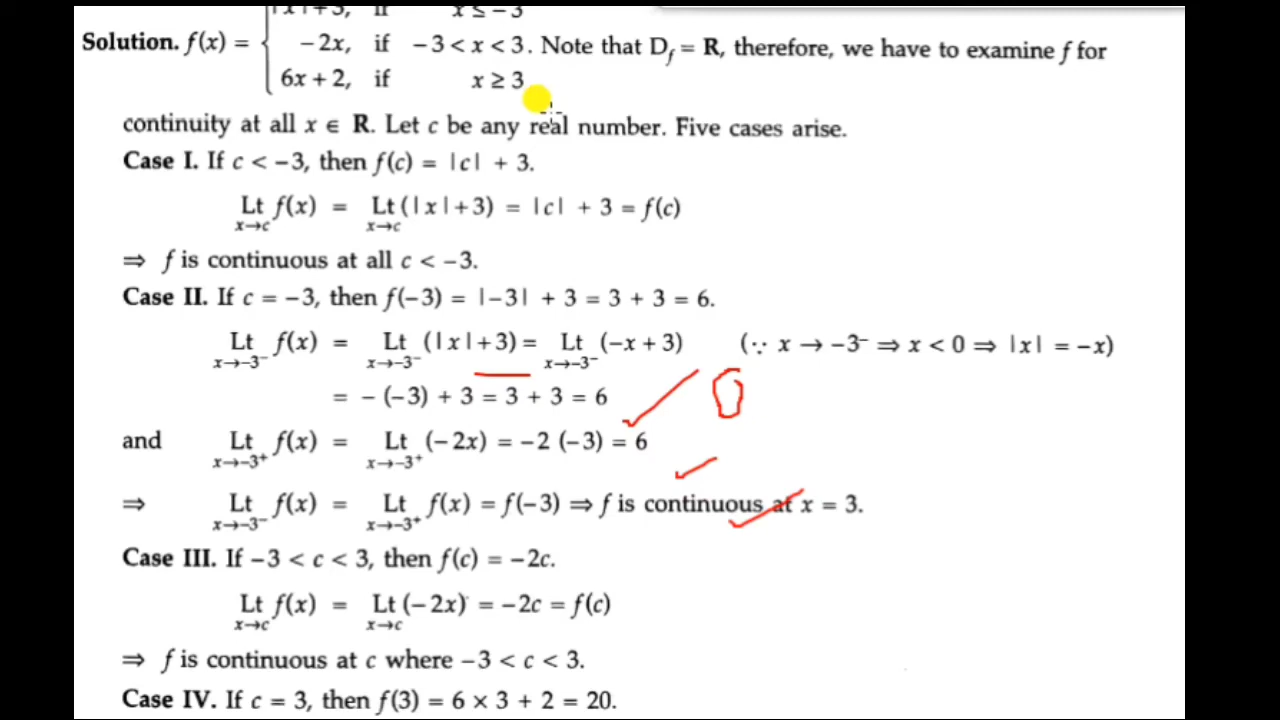 |x|+3, if x ≤ −3
Solution. f(x) = { −2x, if −3 < x < 3. Note that D_f = R, therefore, we have to examine f for
6x + 2, if x ≥ 3
continuity at all x ∈ R. Let c be any real number. Five cases arise.
Case I. If c < −3, then f(c) = |c| + 3.
Lt x→c f(x) = Lt x→c (|x|+3) = |c| + 3 = f(c)
⇒ f is continuous at all c < −3.
Case II. If c = −3, then f(−3) = |−3| + 3 = 3 + 3 = 6.
Lt x→−3⁻ f(x) = Lt x→−3⁻ (|x|+3) = Lt x→−3⁻ (−x + 3) (∵ x → −3⁻ ⇒ x < 0 ⇒ |x| = −x)
= − (−3) + 3 = 3 + 3 = 6
and Lt x→−3⁺ f(x) = Lt x→−3⁺ (−2x) = −2 (−3) = 6
⇒ Lt x→−3⁻ f(x) = Lt x→−3⁺ f(x) = f(−3) ⇒ f is continuous at x = 3.
Case III. If −3 < c < 3, then f(c) = −2c.
Lt x→c f(x) = Lt x→c (−2x) = −2c = f(c)
⇒ f is continuous at c where −3 < c < 3.
Case IV. If c = 3, then f(3) = 6 × 3 + 2 = 20.